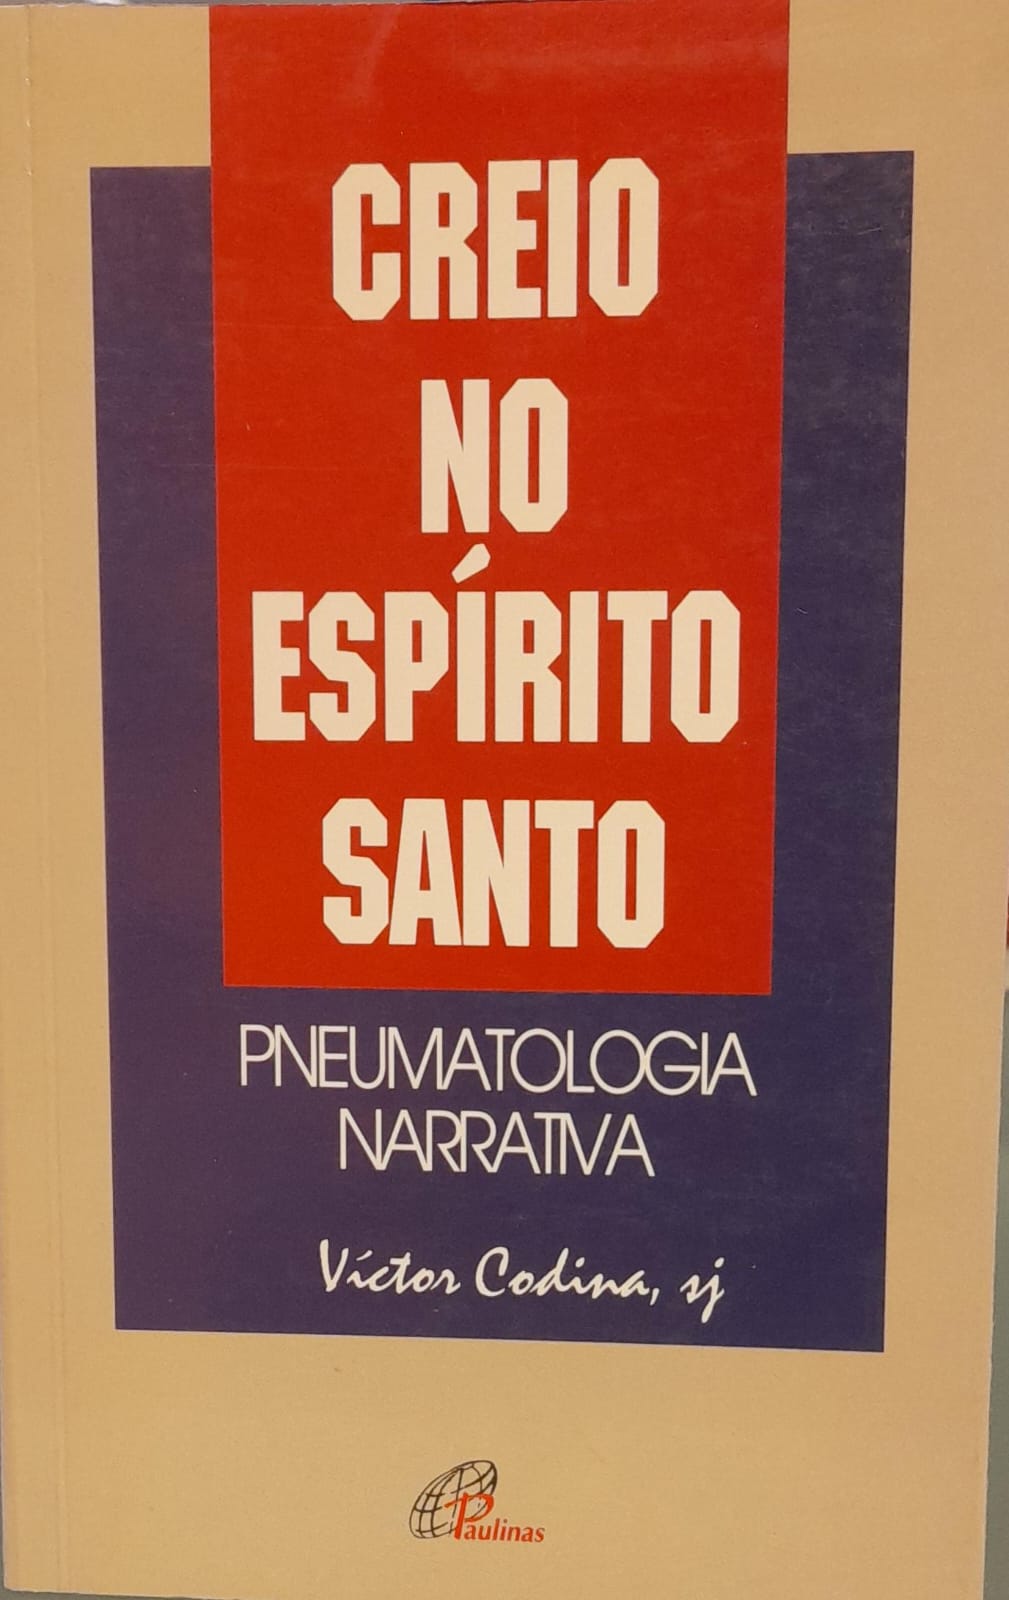 CREIO
NO
ESPÍRITO
SANTO
PNEUMATOLOGIA
NARRATIVA
Víctor Codina, sj
Paulinas